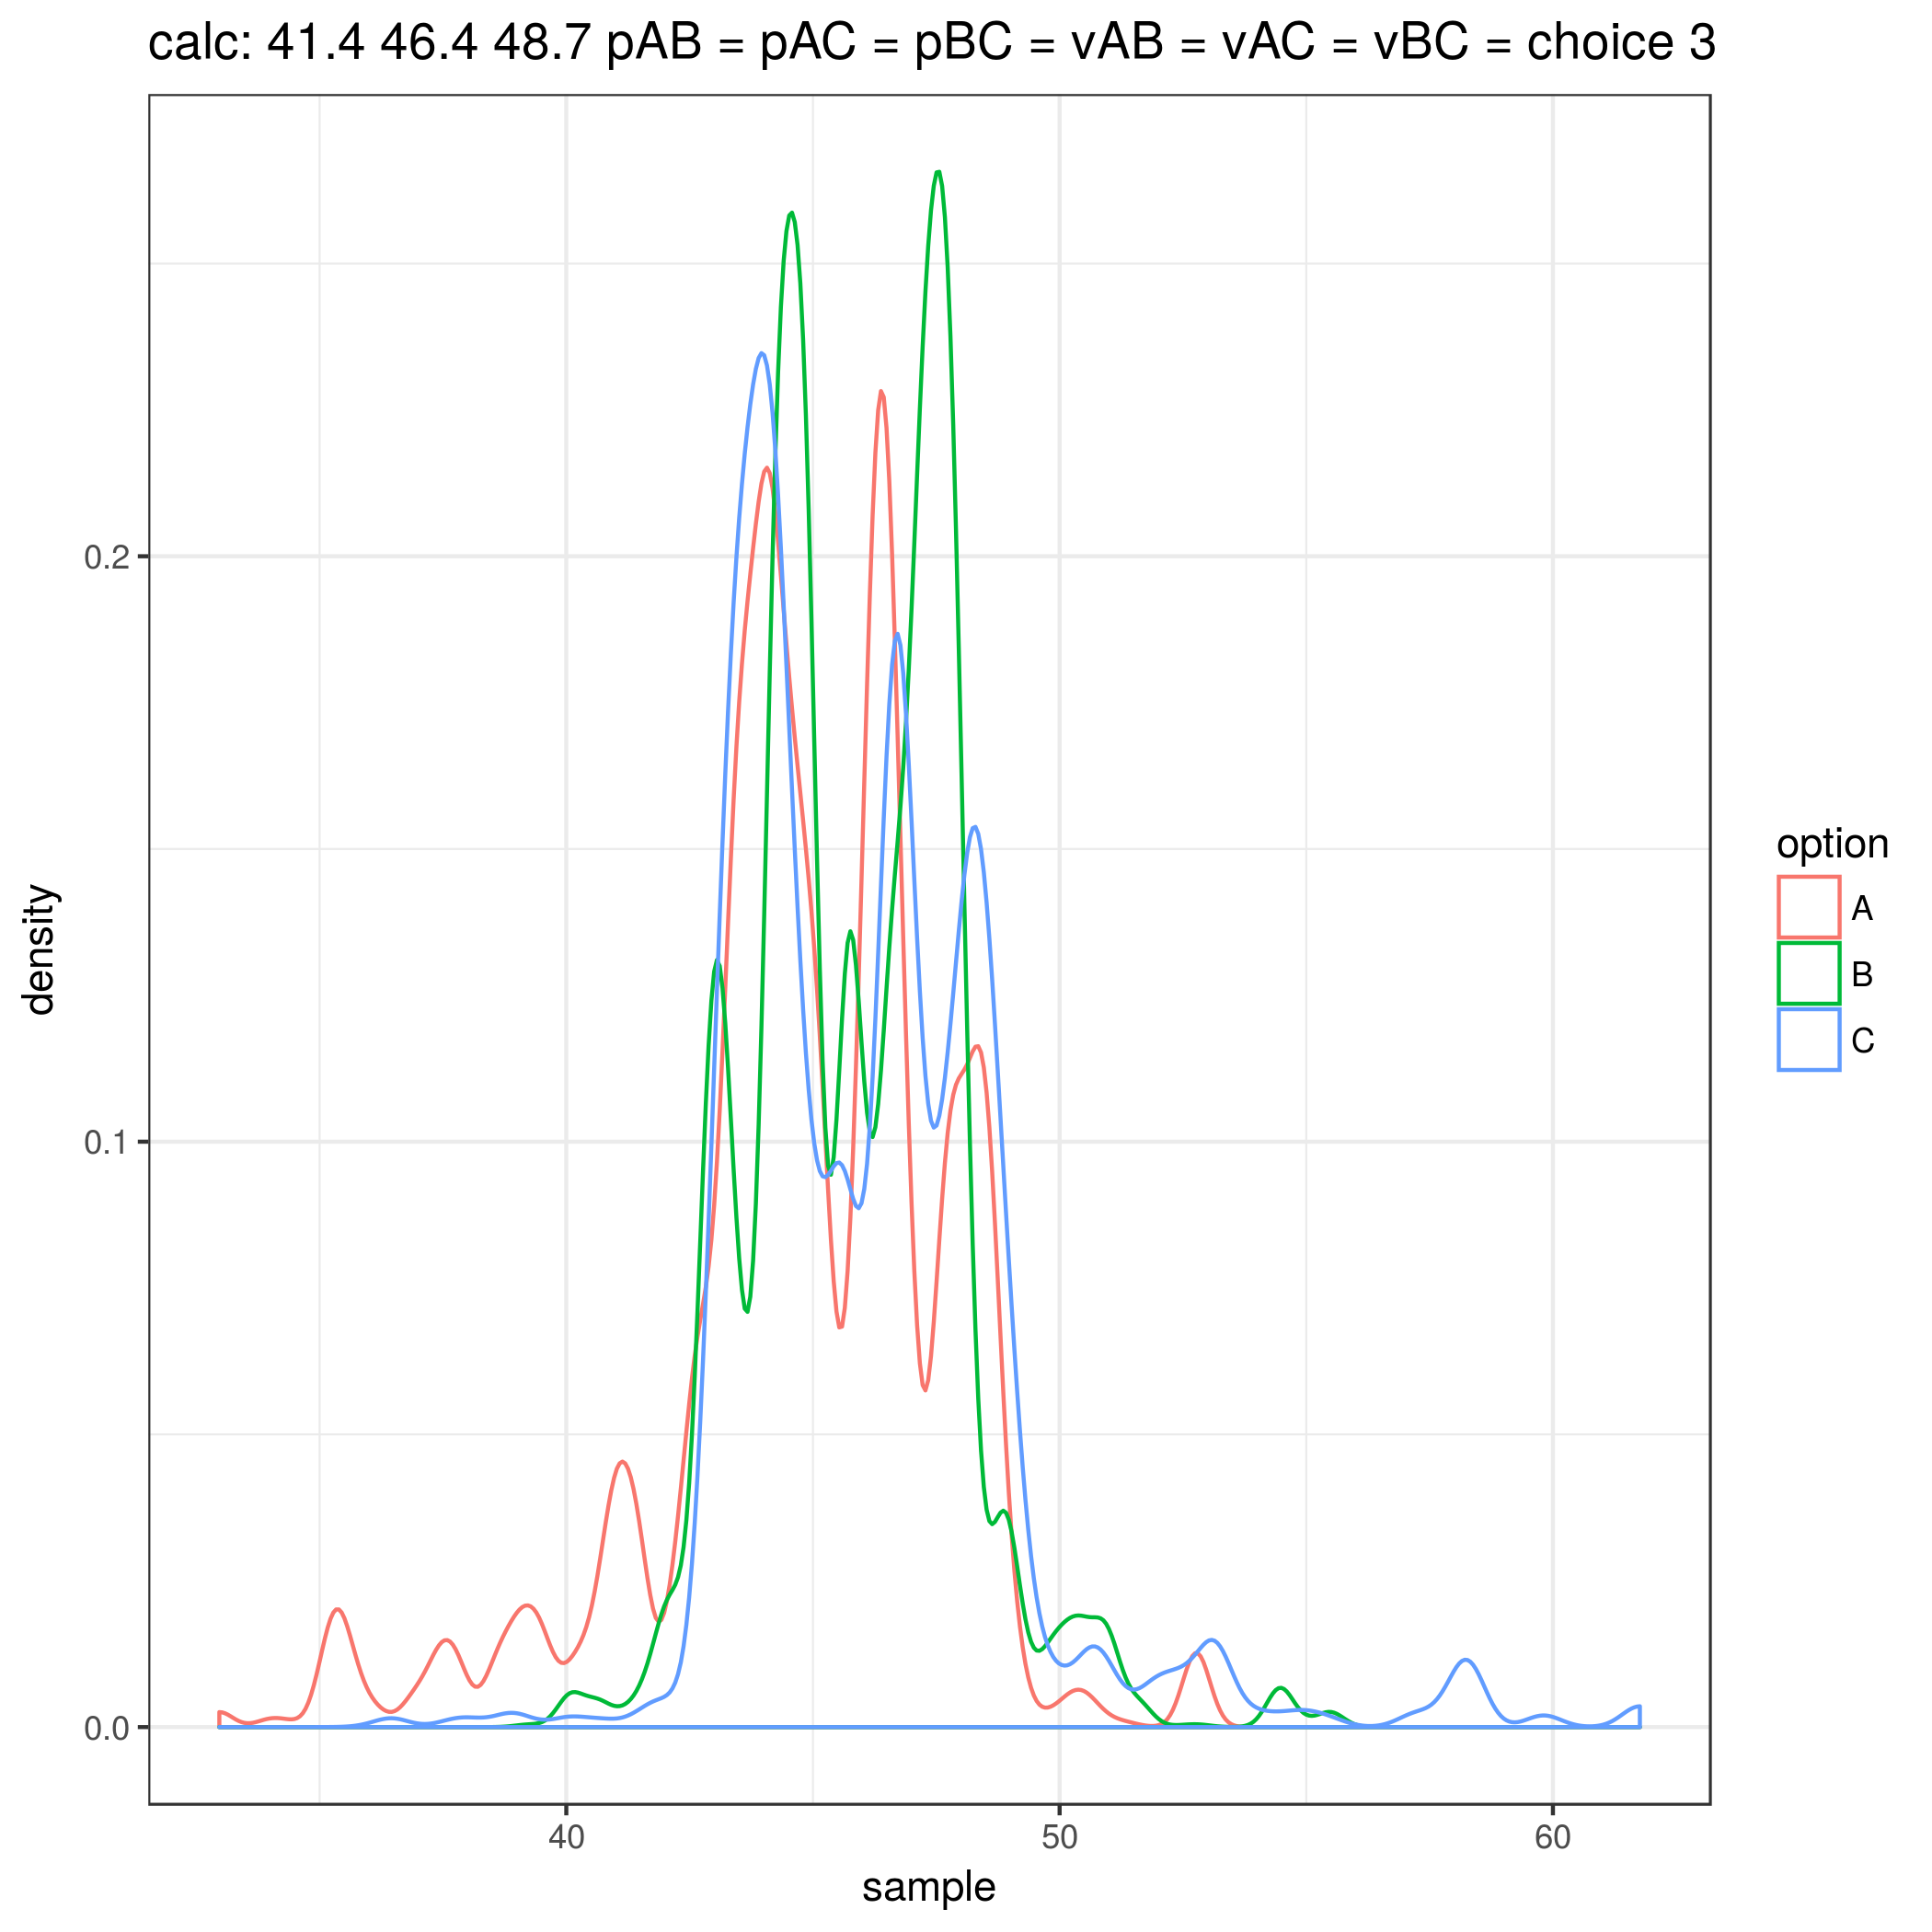 calc: 41.4 46.4 48.7 pAB = pAC = pBC = vAB = vAC = vBC = choice 3
density
0.2
0.1
0.0
40 50 60
sample
option
A
B
C